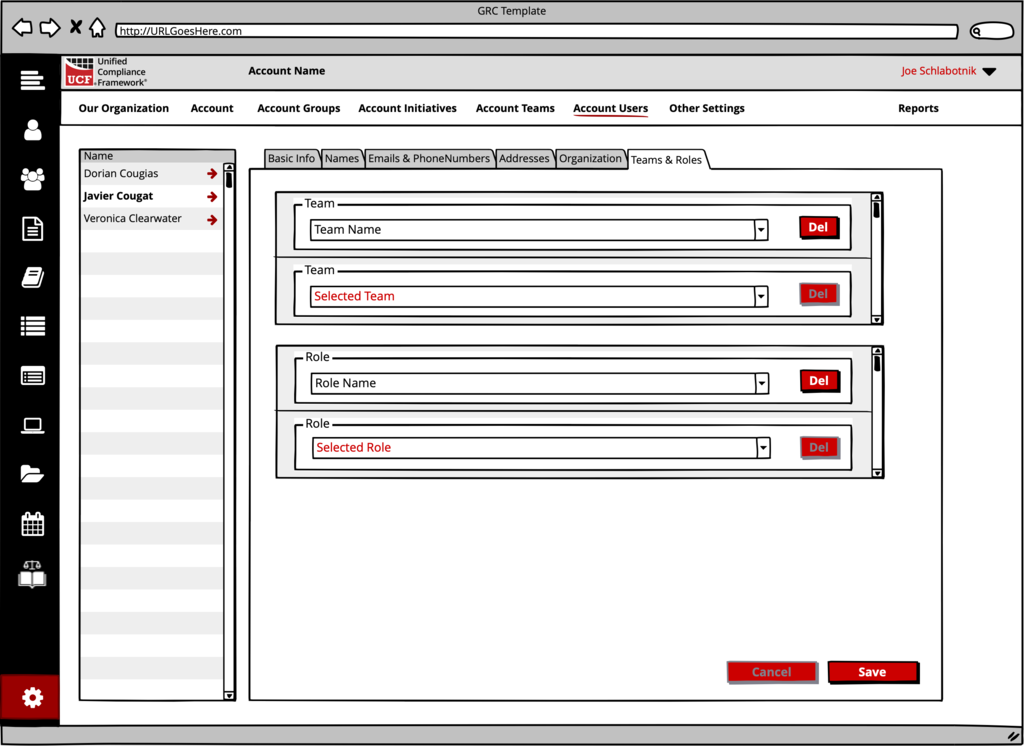 GRC Template
http://URLGoesHere.com
Unified
Compliance
Framework®
UCF
Account Name
Joe Schlabotnik
Our Organization Account Account Groups Account Initiatives Account Teams Account Users Other Settings Reports
Name
Dorian Cougias
Javier Cougat
Veronica Clearwater
Basic Info Names Emails & PhoneNumbers Addresses Organization Teams & Roles
Team
Team Name
Del
Team
Selected Team
Del
Role
Role Name
Del
Role
Selected Role
Del
Cancel Save